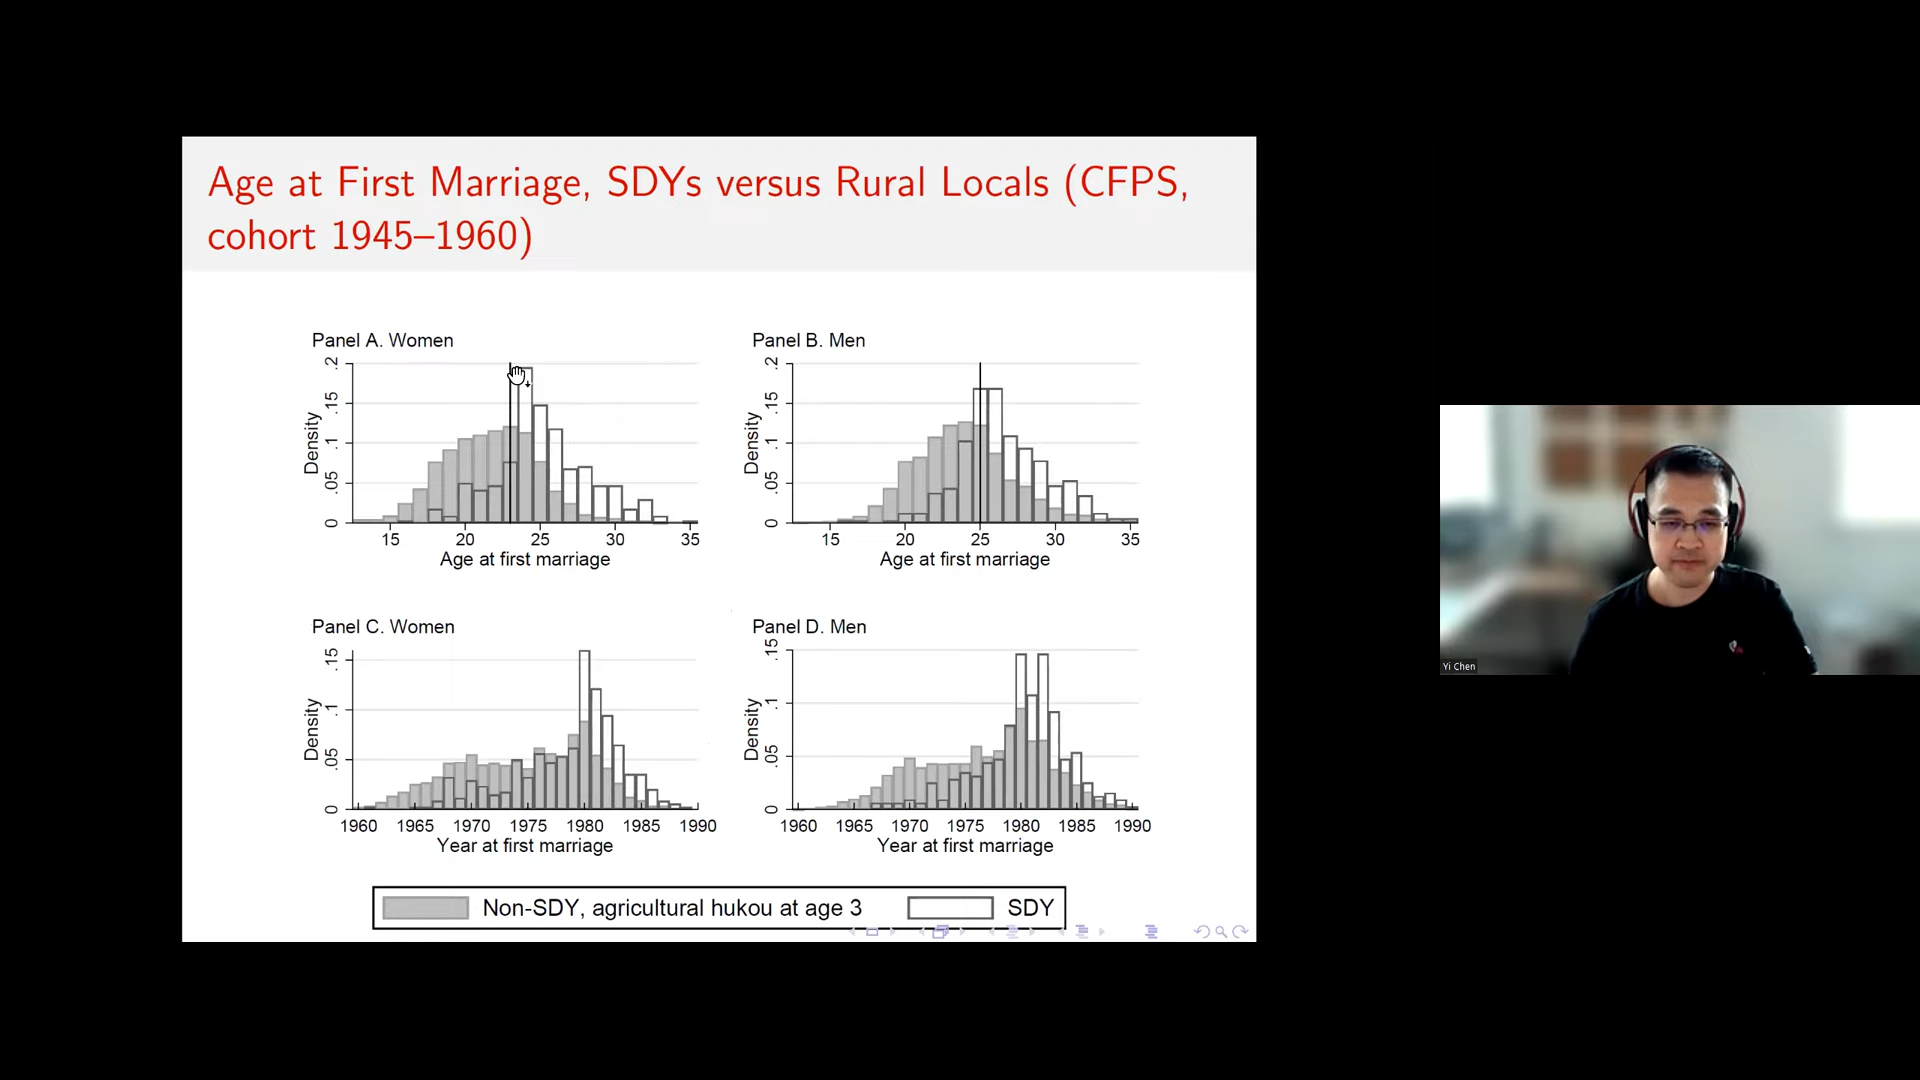 Age at First Marriage, SDYs versus Rural Locals (CFPS,
cohort 1945–1960)
Panel A. Women
Density
0 .05 .1 .15 .2
15 20 25 30 35
Age at first marriage
Panel B. Men
Density
0 .05 .1 .15 .2
15 20 25 30 35
Age at first marriage
Panel C. Women
Density
0 .05 .1 .15
1960 1965 1970 1975 1980 1985 1990
Year at first marriage
Panel D. Men
Density
0 .05 .1 .15
1960 1965 1970 1975 1980 1985 1990
Year at first marriage
Non-SDY, agricultural hukou at age 3
SDY
Yi Chen